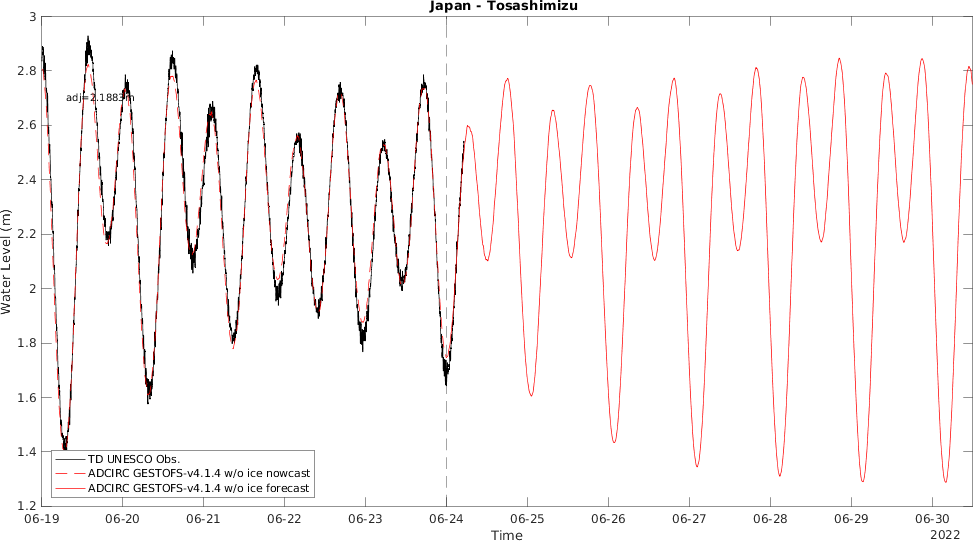 Japan - Tosashimizu
Water Level (m)
3
2.8
2.6
2.4
2.2
2
1.8
1.6
1.4
1.2
adj=2.1883 m
TD UNESCO Obs.
ADCIRC GESTOFS-v4.1.4 w/o ice nowcast
ADCIRC GESTOFS-v4.1.4 w/o ice forecast
06-19 06-20 06-21 06-22 06-23 06-24 06-25 06-26 06-27 06-28 06-29 06-30
2022
Time